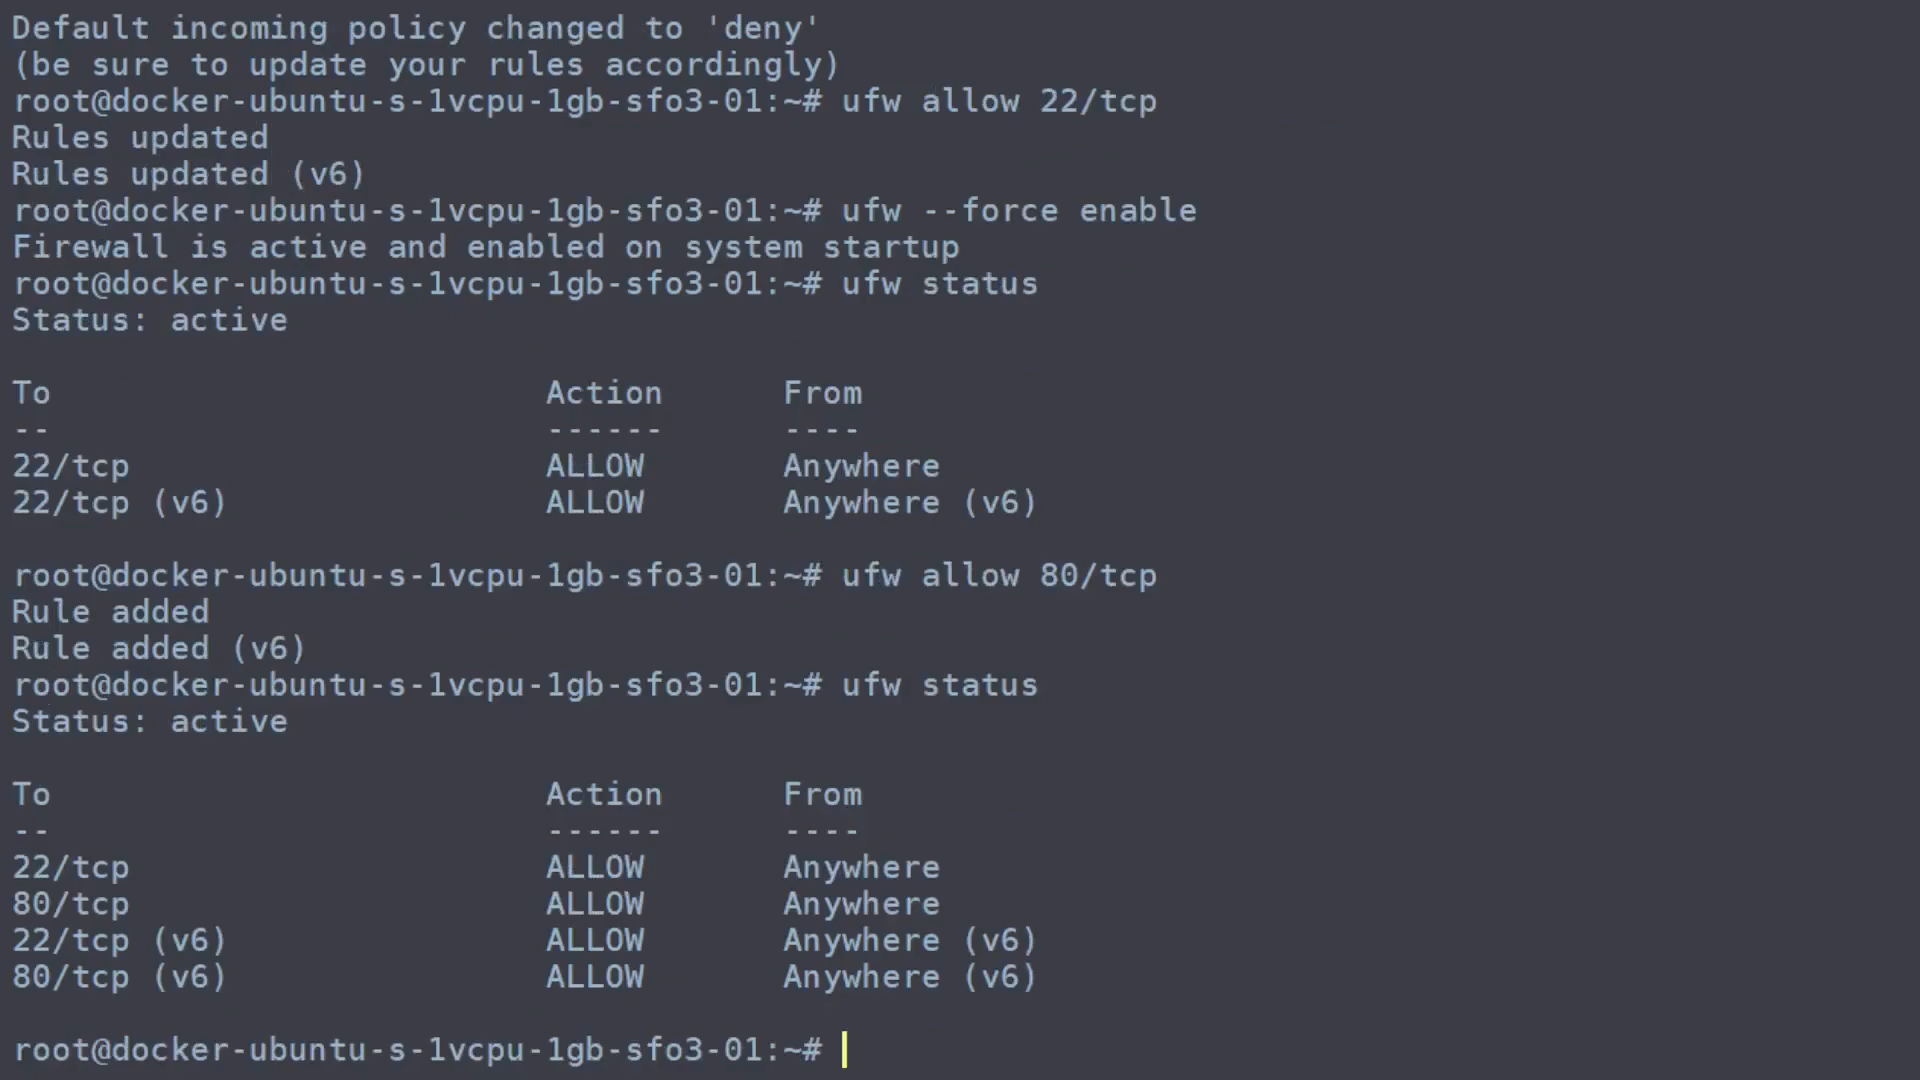 Default incoming policy changed to 'deny'
(be sure to update your rules accordingly)
root@docker-ubuntu-s-1vcpu-1gb-sfo3-01:~# ufw allow 22/tcp
Rules updated
Rules updated (v6)
root@docker-ubuntu-s-1vcpu-1gb-sfo3-01:~# ufw --force enable
Firewall is active and enabled on system startup
root@docker-ubuntu-s-1vcpu-1gb-sfo3-01:~# ufw status
Status: active

To                         Action      From
--                         ------      ----
22/tcp                     ALLOW       Anywhere
22/tcp (v6)                ALLOW       Anywhere (v6)

root@docker-ubuntu-s-1vcpu-1gb-sfo3-01:~# ufw allow 80/tcp
Rule added
Rule added (v6)
root@docker-ubuntu-s-1vcpu-1gb-sfo3-01:~# ufw status
Status: active

To                         Action      From
--                         ------      ----
22/tcp                     ALLOW       Anywhere
80/tcp                     ALLOW       Anywhere
22/tcp (v6)                ALLOW       Anywhere (v6)
80/tcp (v6)                ALLOW       Anywhere (v6)

root@docker-ubuntu-s-1vcpu-1gb-sfo3-01:~#